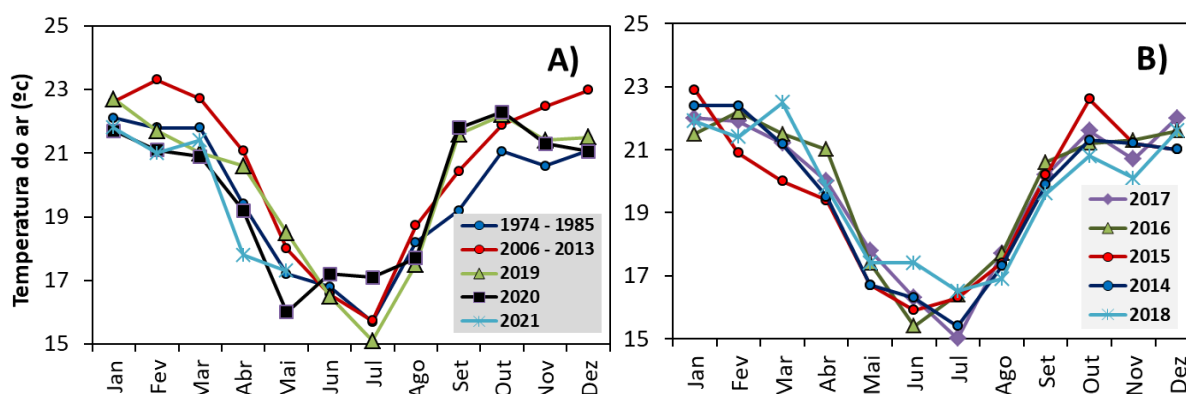 A)
Temperatura do ar (ºc)
25
23
21
19
17
15
Jan Fev Mar Abr Mai Jun Jul Ago Set Out Nov Dez
1974 - 1985
2006 - 2013
2019
2020
2021
B)
25
23
21
19
17
15
Jan Fev Mar Abr Mai Jun Jul Ago Set Out Nov Dez
2017
2016
2015
2014
2018